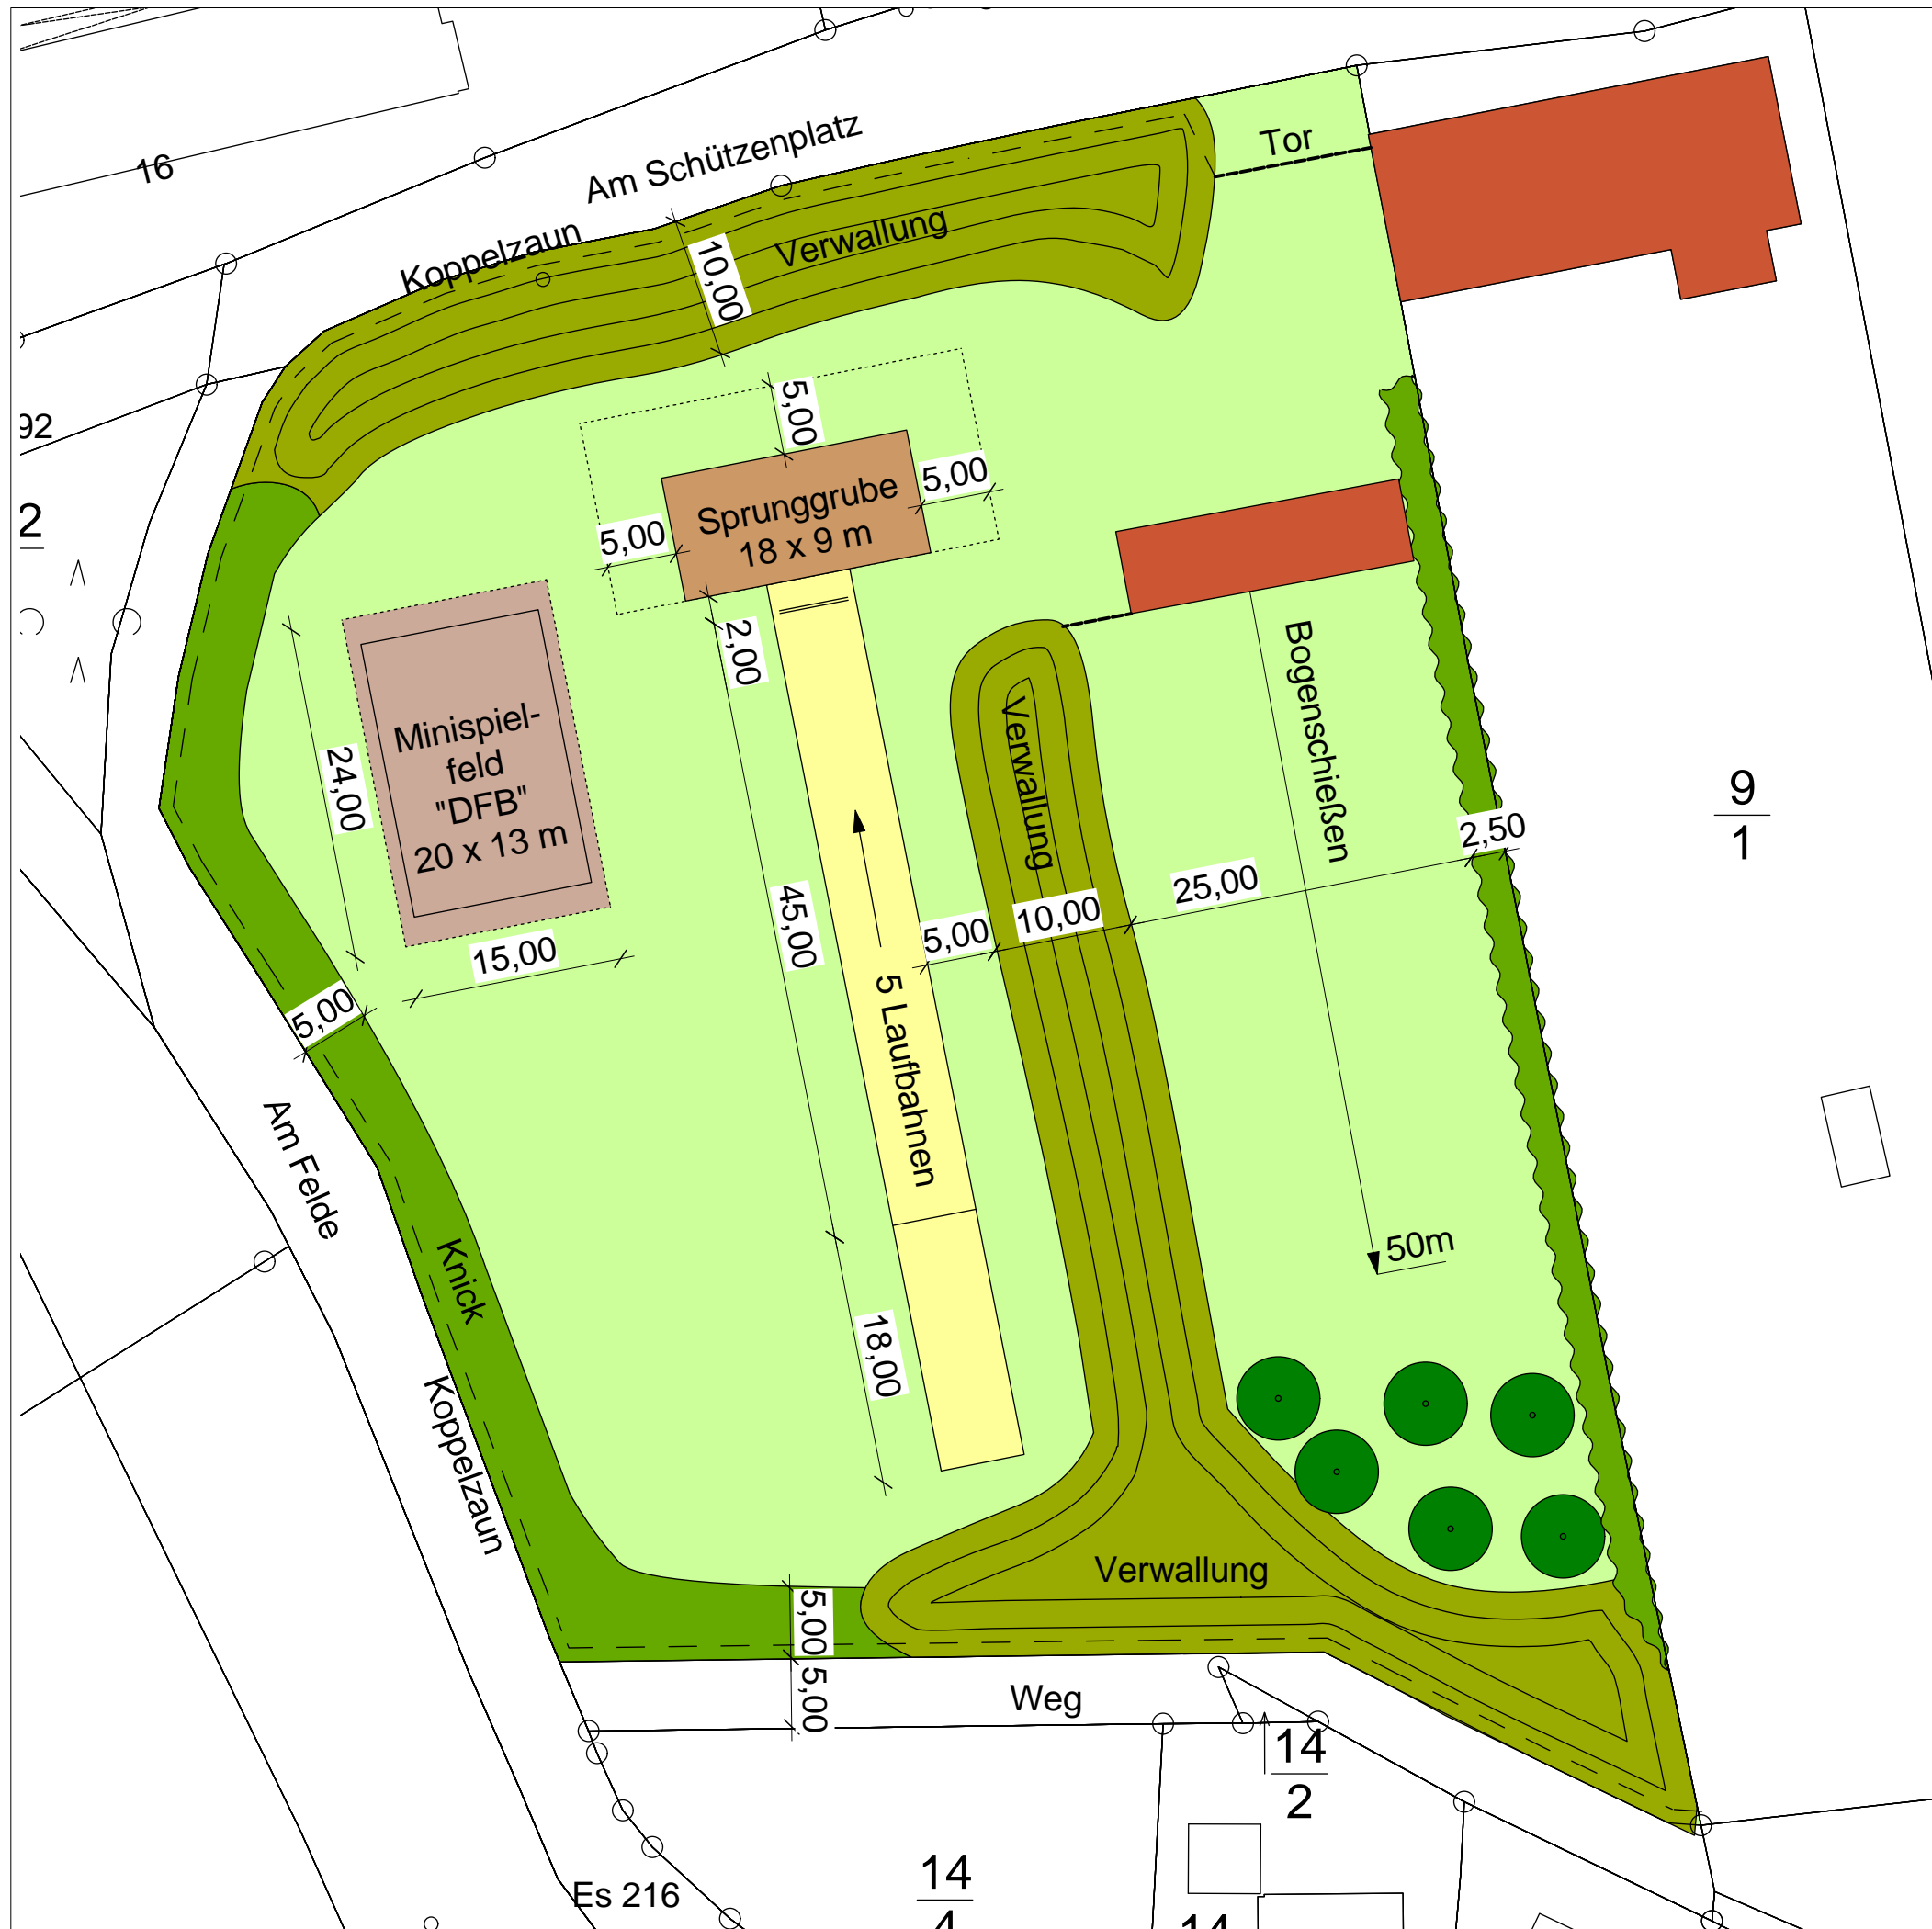 16
Am Schützenplatz
Tor
Koppelzaun
Verwallung
10,00
92
2
5,00
5,00
5,00
Sprunggrube
18 x 9 m
2,00
Minispiel-
feld
"DFB"
20 x 13 m
24,00
15,00
45,00
5 Laufbahnen
18,00
Verwallung
Bogenschießen
5,00
10,00
25,00
2,50
9
1
50m
5,00
Am Felde
Knick
Koppelzaun
5,00
5,00
Verwallung
Weg
14
2
Es 216
14
4
14